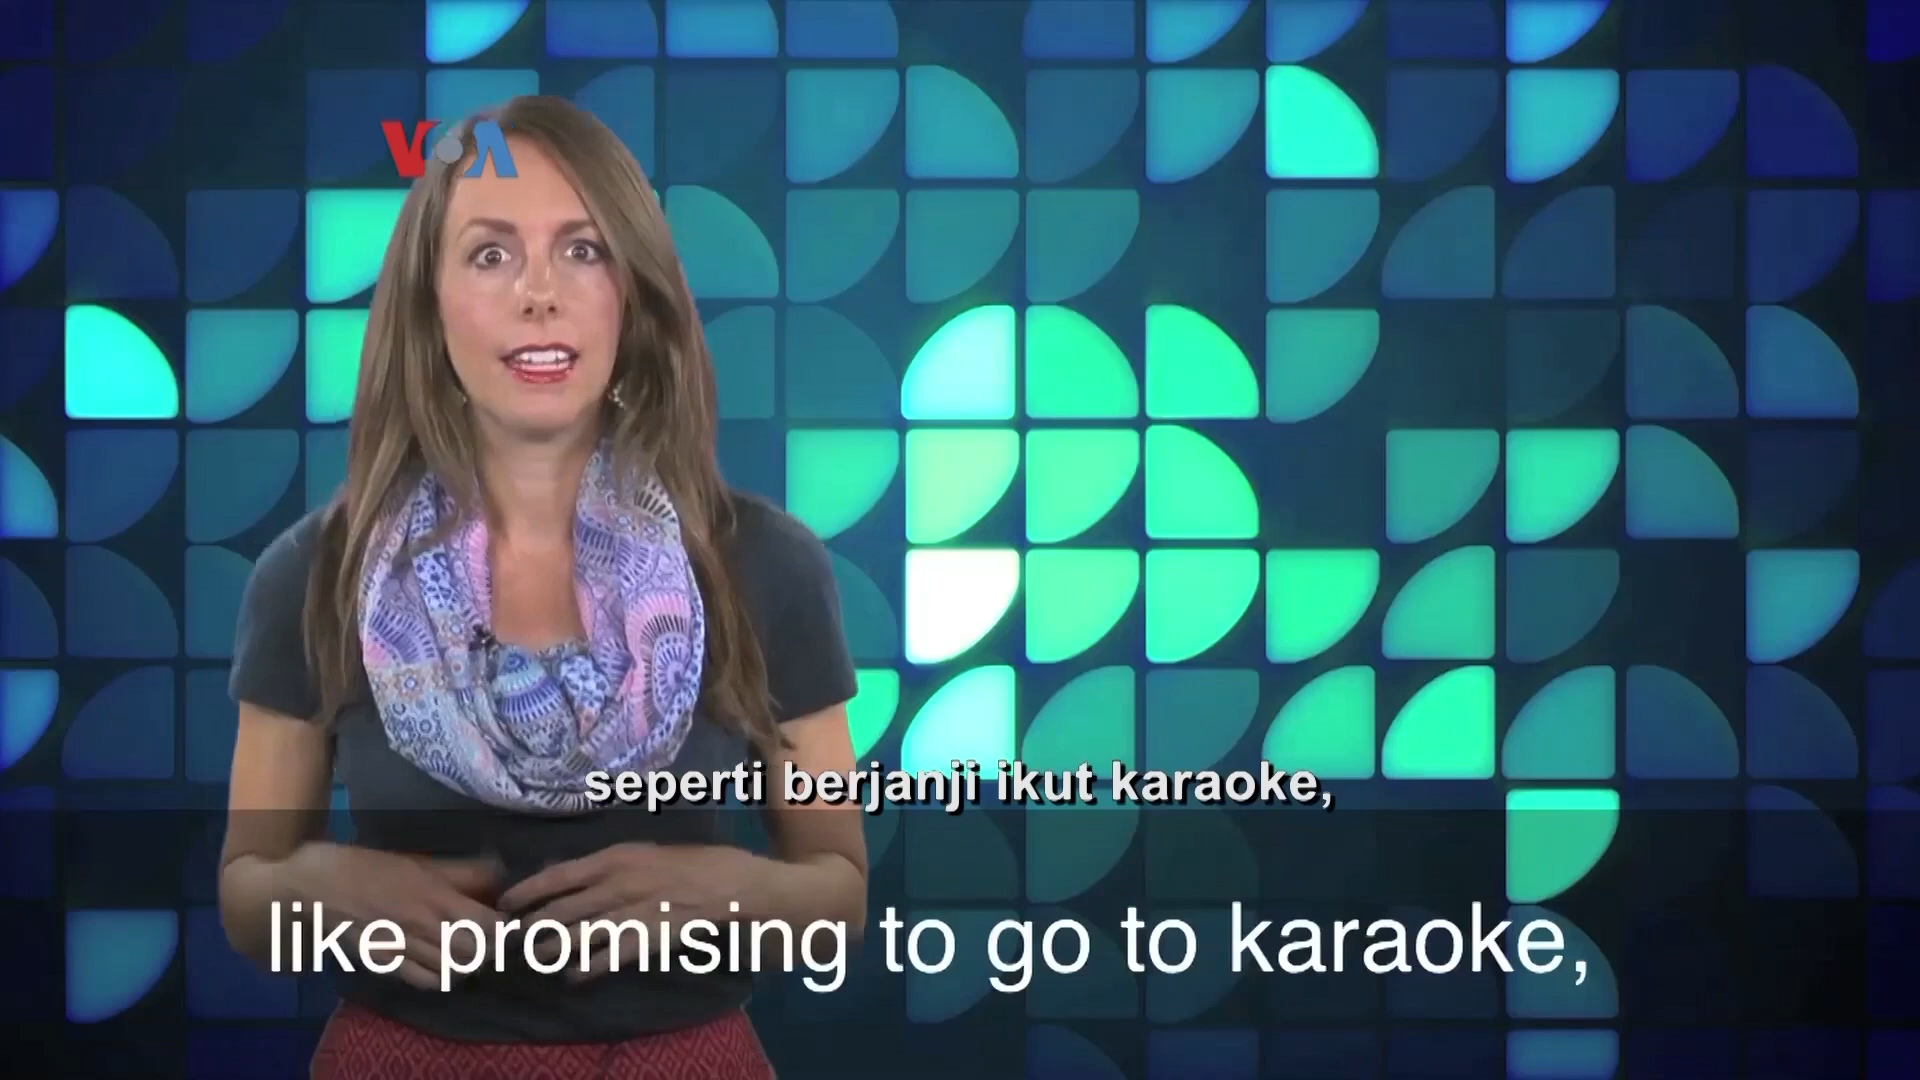 VOA
seperti berjanji ikut karaoke,
like promising to go to karaoke,